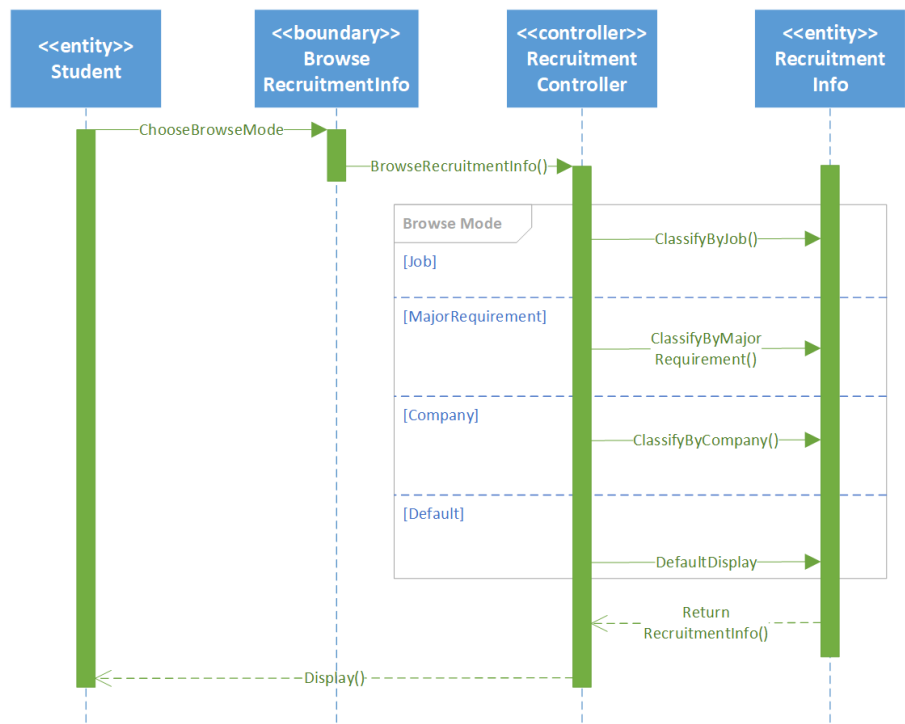 <<entity>>
Student
<<boundary>>
Browse
RecruitmentInfo
<<controller>>
Recruitment
Controller
<<entity>>
Recruitment
Info
ChooseBrowseMode
BrowseRecruitmentInfo()
Browse Mode
ClassifyByJob()
[Job]
[MajorRequirement]
ClassifyByMajor
Requirement()
[Company]
ClassifyByCompany()
[Default]
DefaultDisplay
Return
RecruitmentInfo()
Display()